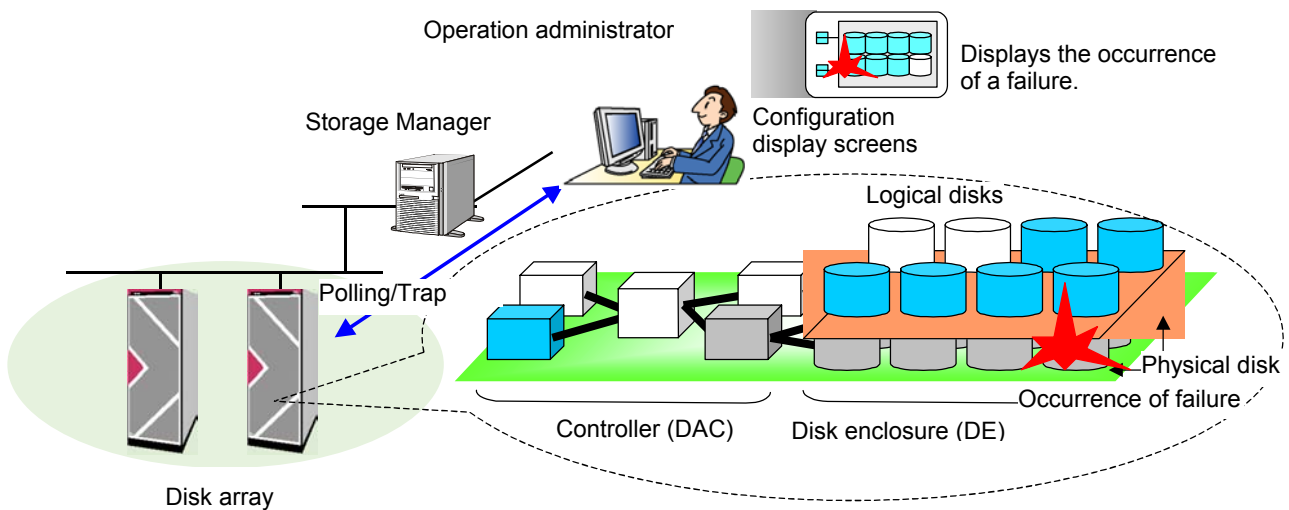 Operation administrator
Displays the occurrence
of a failure.
Storage Manager
Configuration
display screens
Logical disks
Polling/Trap
Physical disk
Occurrence of failure
Controller (DAC)
Disk enclosure (DE)
Disk array